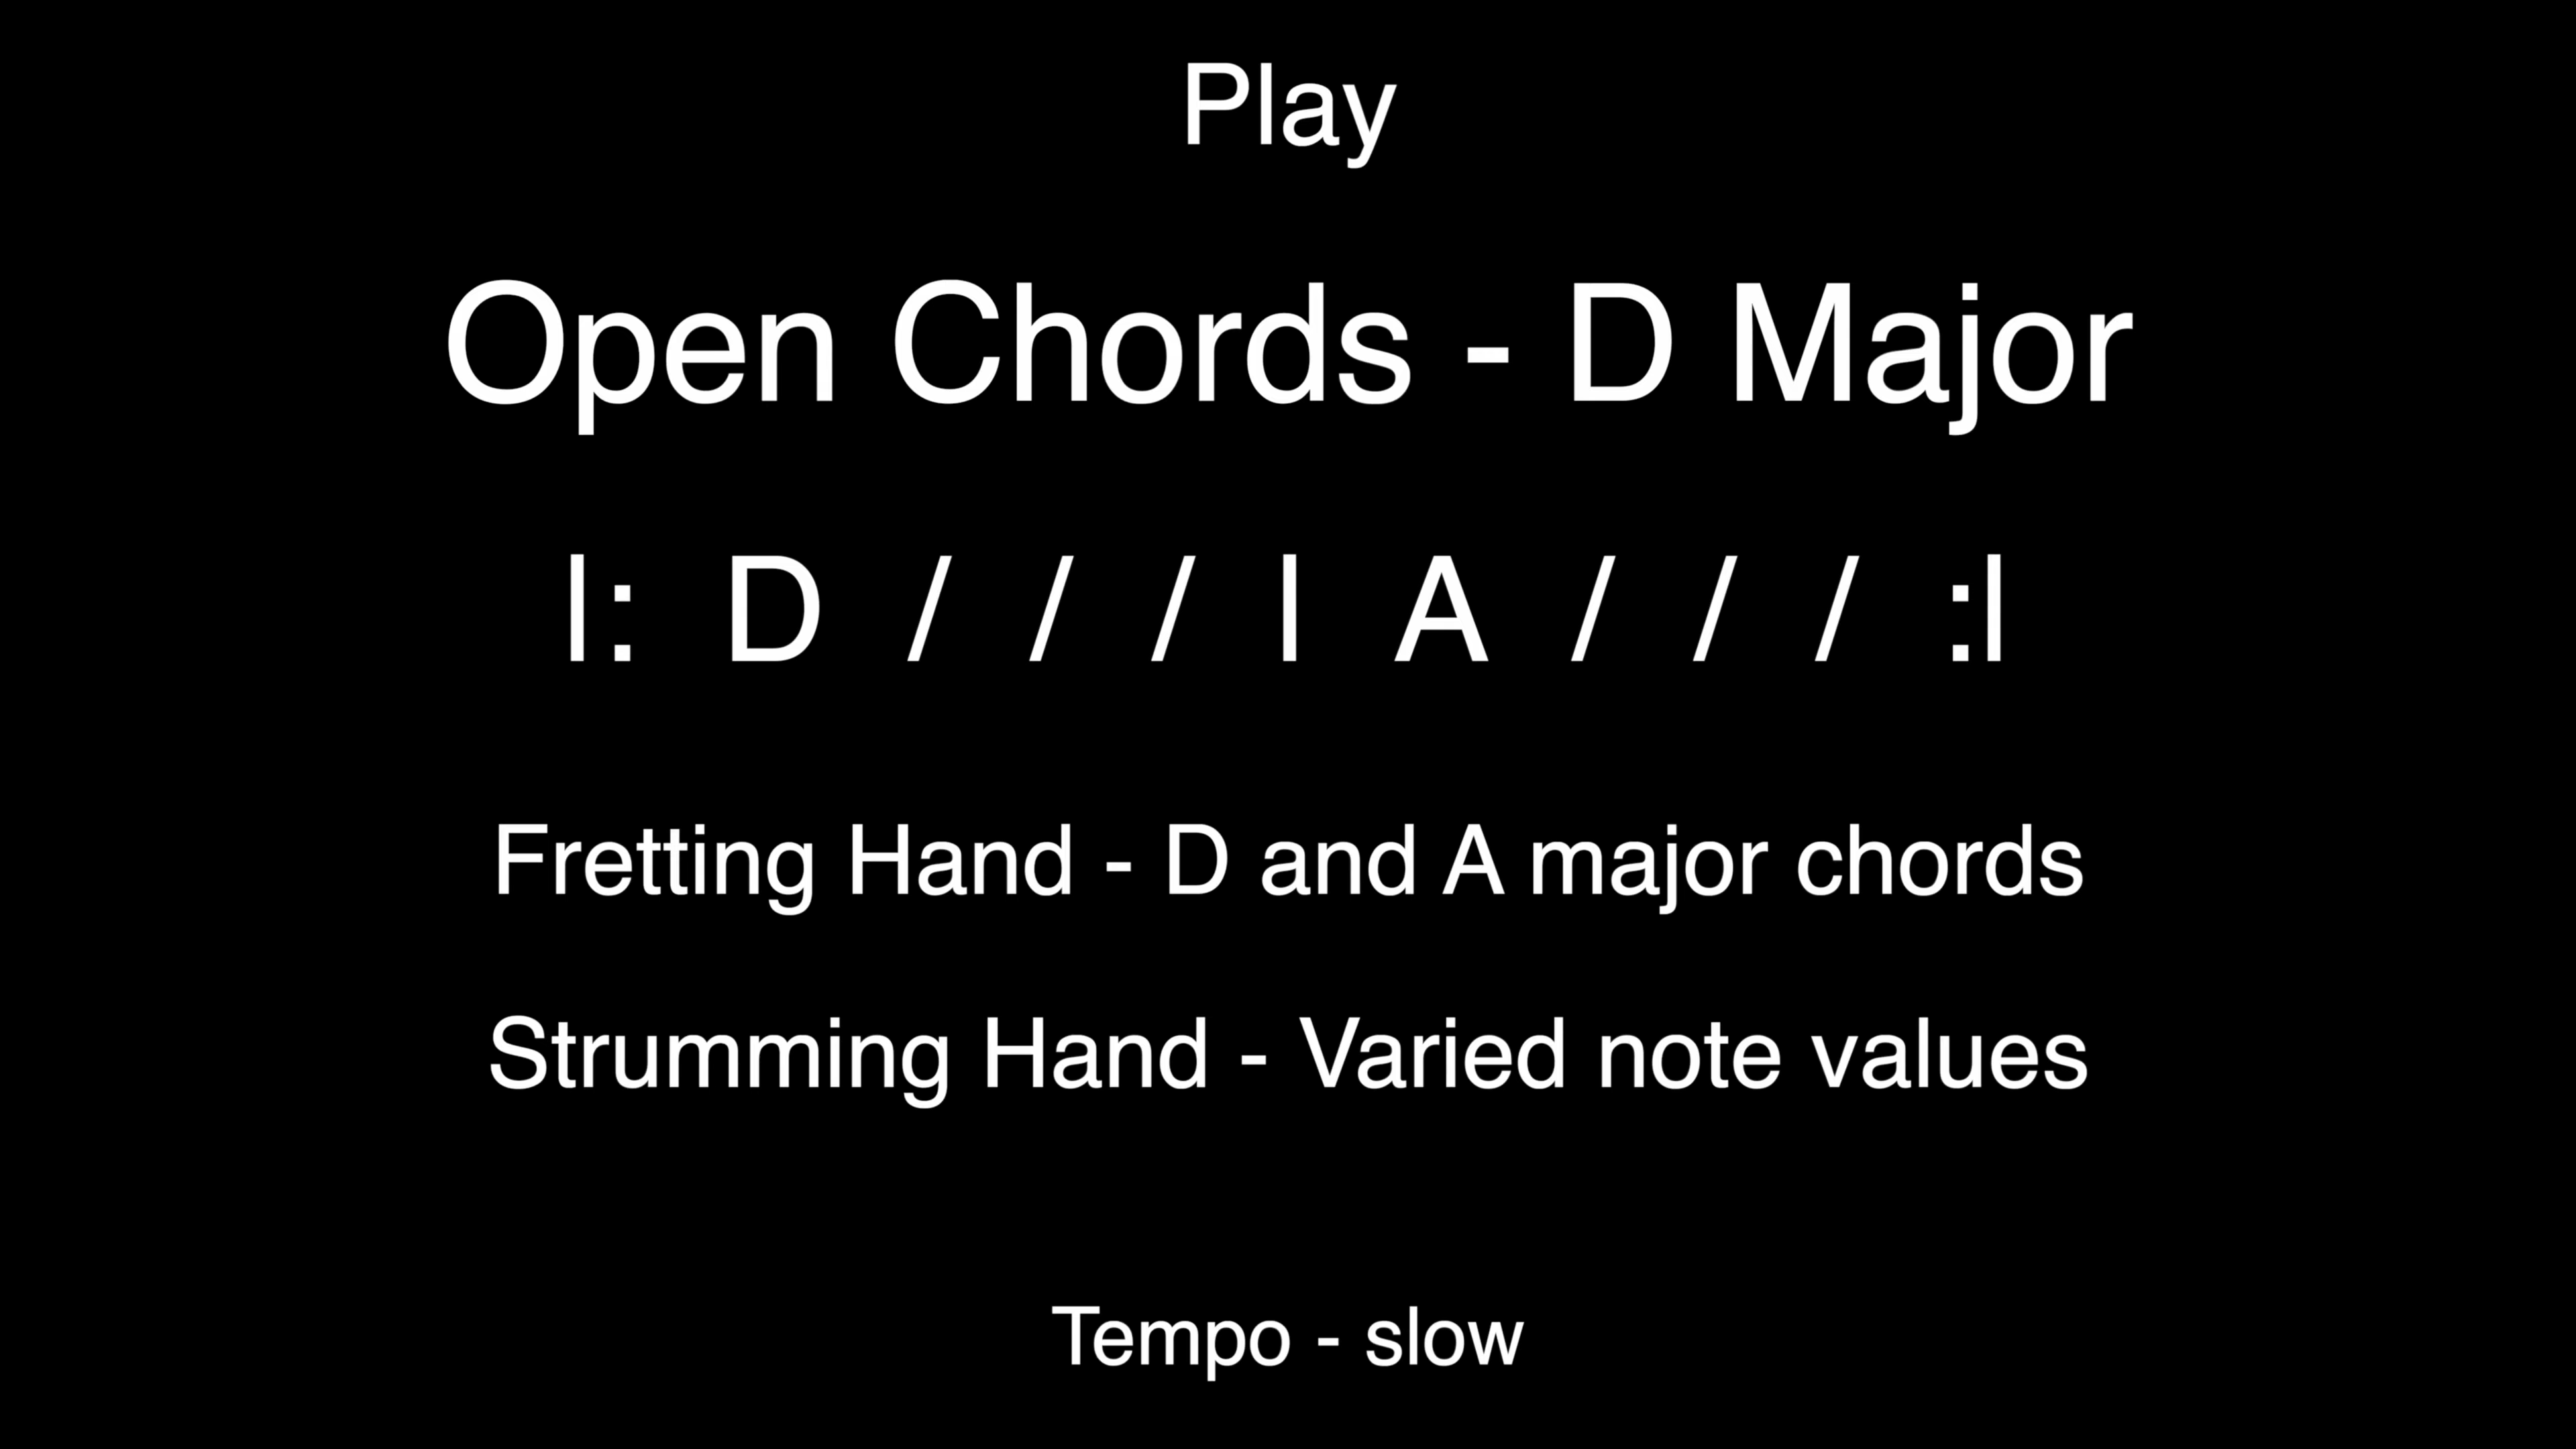 Play
Open Chords - D Major
|: D / / / | A / / / :|
Fretting Hand - D and A major chords
Strumming Hand - Varied note values
Tempo - slow